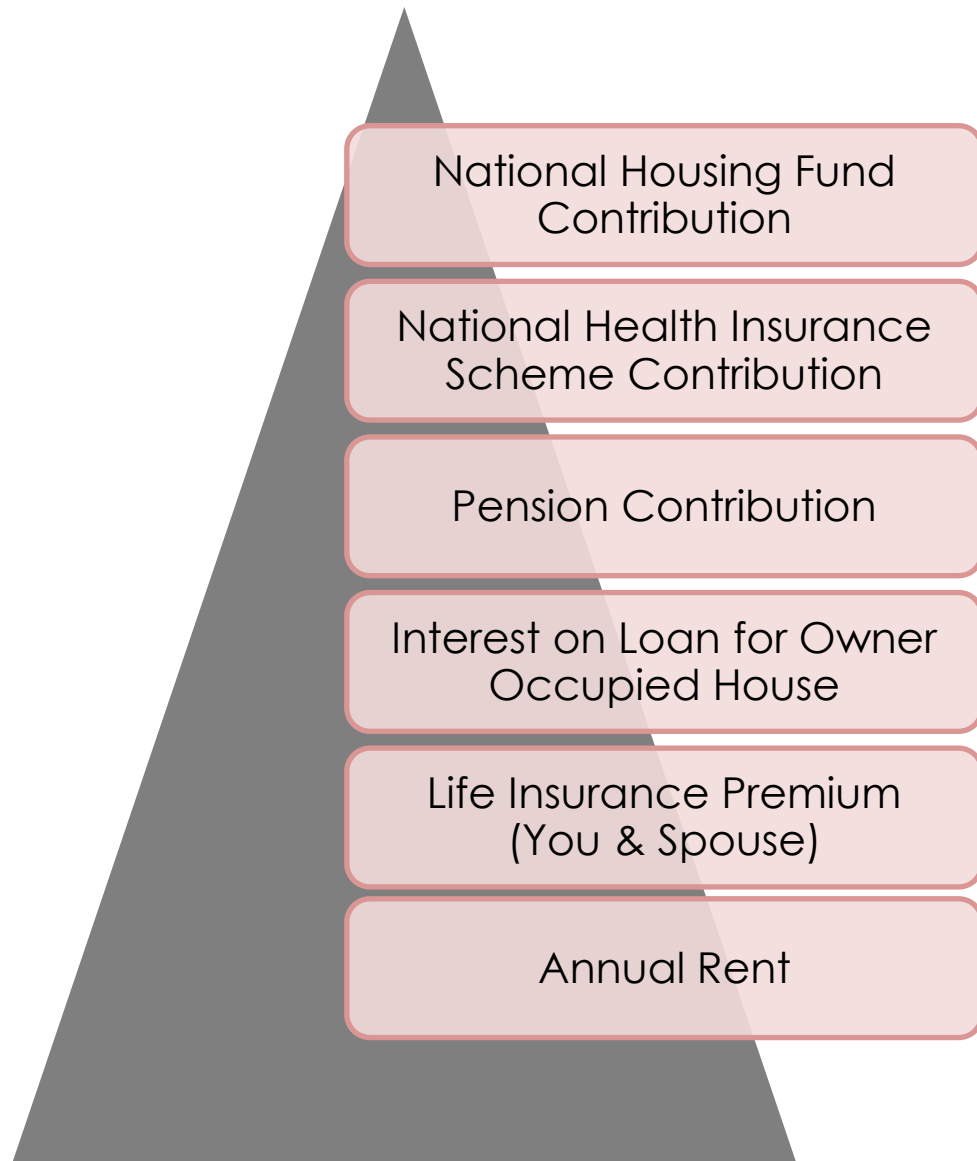 National Housing Fund
Contribution
National Health Insurance
Scheme Contribution
Pension Contribution
Interest on Loan for Owner
Occupied House
Life Insurance Premium
(You & Spouse)
Annual Rent